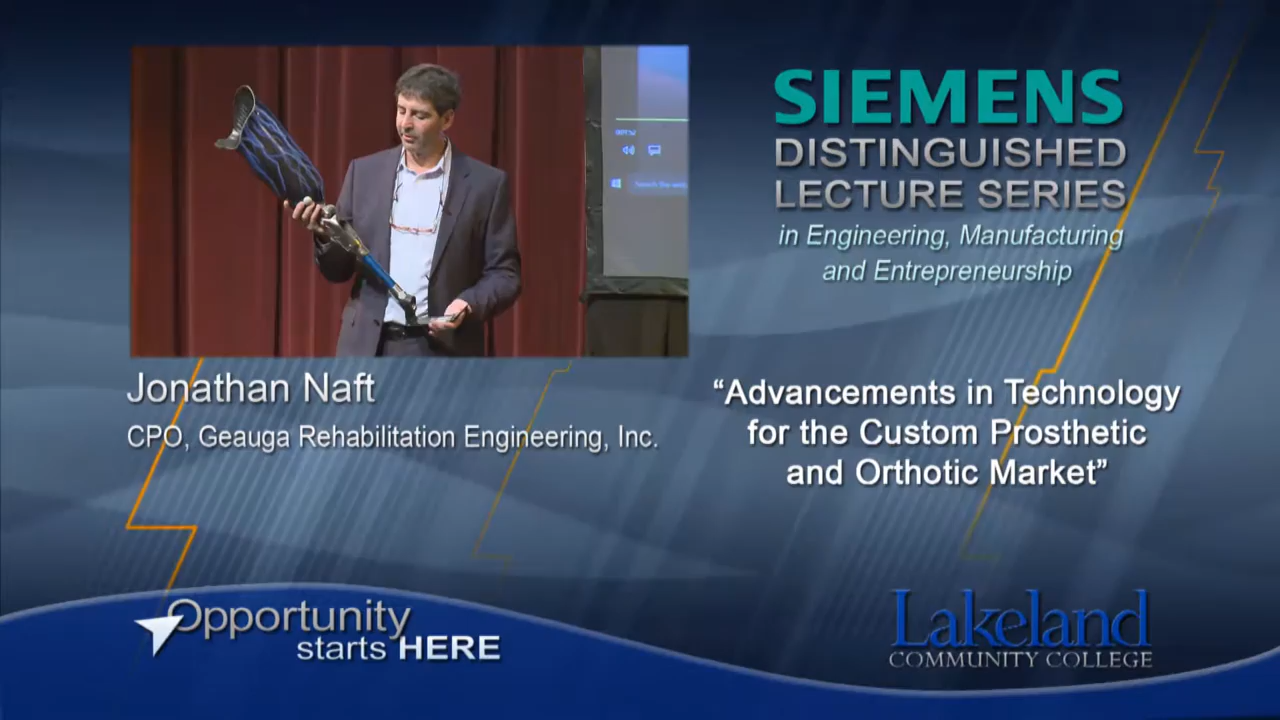 SIEMENS
DISTINGUISHED
LECTURE SERIES
in Engineering, Manufacturing
and Entrepreneurship
Jonathan Naft
CPO, Geauga Rehabilitation Engineering, Inc.
“Advancements in Technology
for the Custom Prosthetic
and Orthotic Market”
Opportunity
starts HERE
Lakeland
COMMUNITY COLLEGE